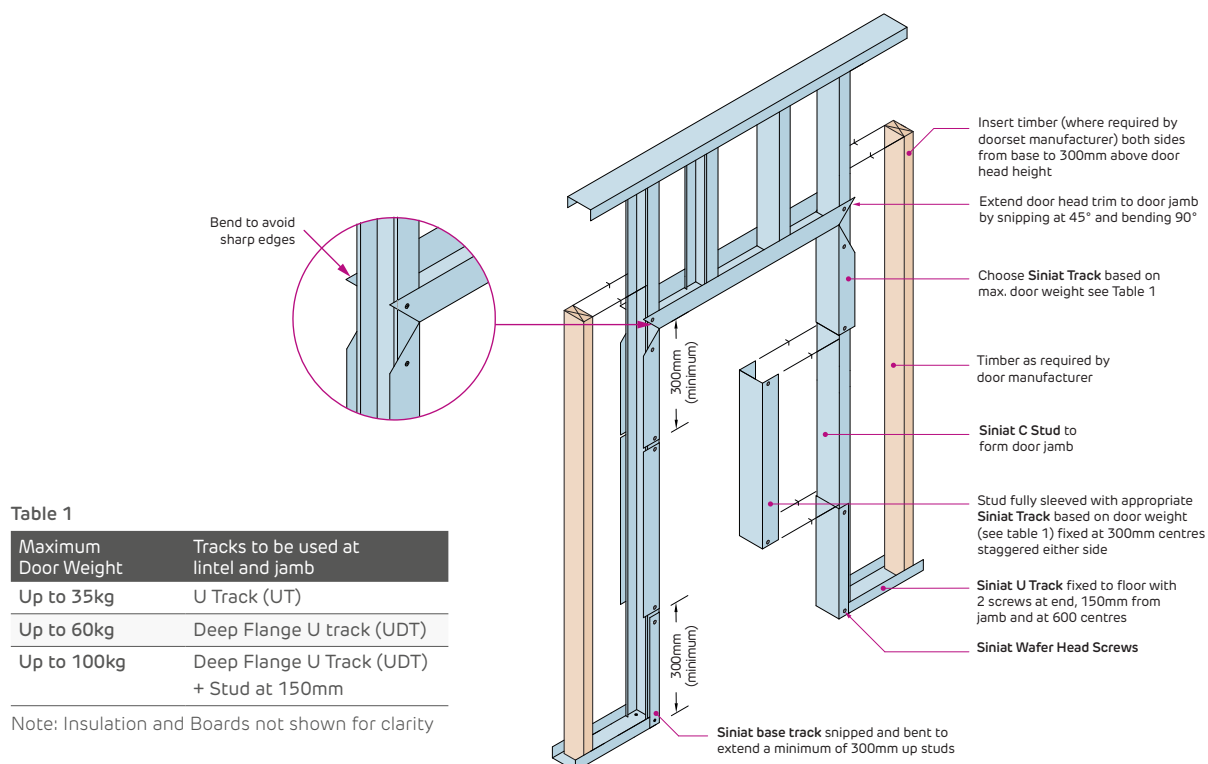 Insert timber (where required by
doorset manufacturer) both sides
from base to 300mm above door
head height
Extend door head trim to door jamb
by snipping at 45° and bending 90°
Bend to avoid
sharp edges
Choose Siniat Track based on
max. door weight see Table 1
300mm
(minimum)
Timber as required by
door manufacturer
Siniat C Stud to
form door jamb
Stud fully sleeved with appropriate
Siniat Track based on door weight
(see table 1) fixed at 300mm centres
staggered either side
Siniat U Track fixed to floor with
2 screws at end, 150mm from
jamb and at 600 centres
Siniat Wafer Head Screws
300mm
(minimum)
Siniat base track snipped and bent to
extend a minimum of 300mm up studs
Table 1
Maximum Tracks to be used at
Door Weight lintel and jamb
Up to 35kg U Track (UT)
Up to 60kg Deep Flange U track (UDT)
Up to 100kg Deep Flange U Track (UDT)
+ Stud at 150mm
Note: Insulation and Boards not shown for clarity